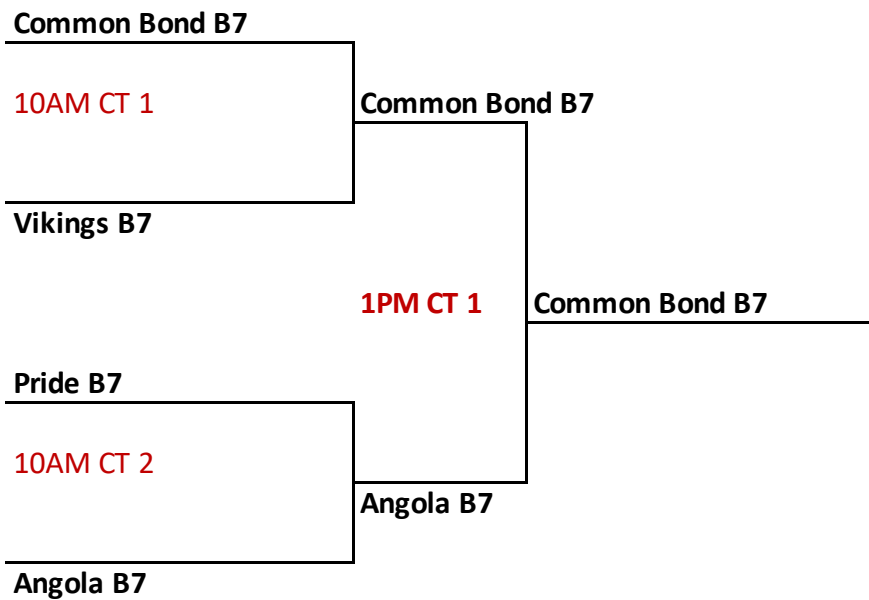 Common Bond B7
10AM CT 1
Common Bond B7
Vikings B7
1PM CT 1
Common Bond B7
Pride B7
10AM CT 2
Angola B7
Angola B7